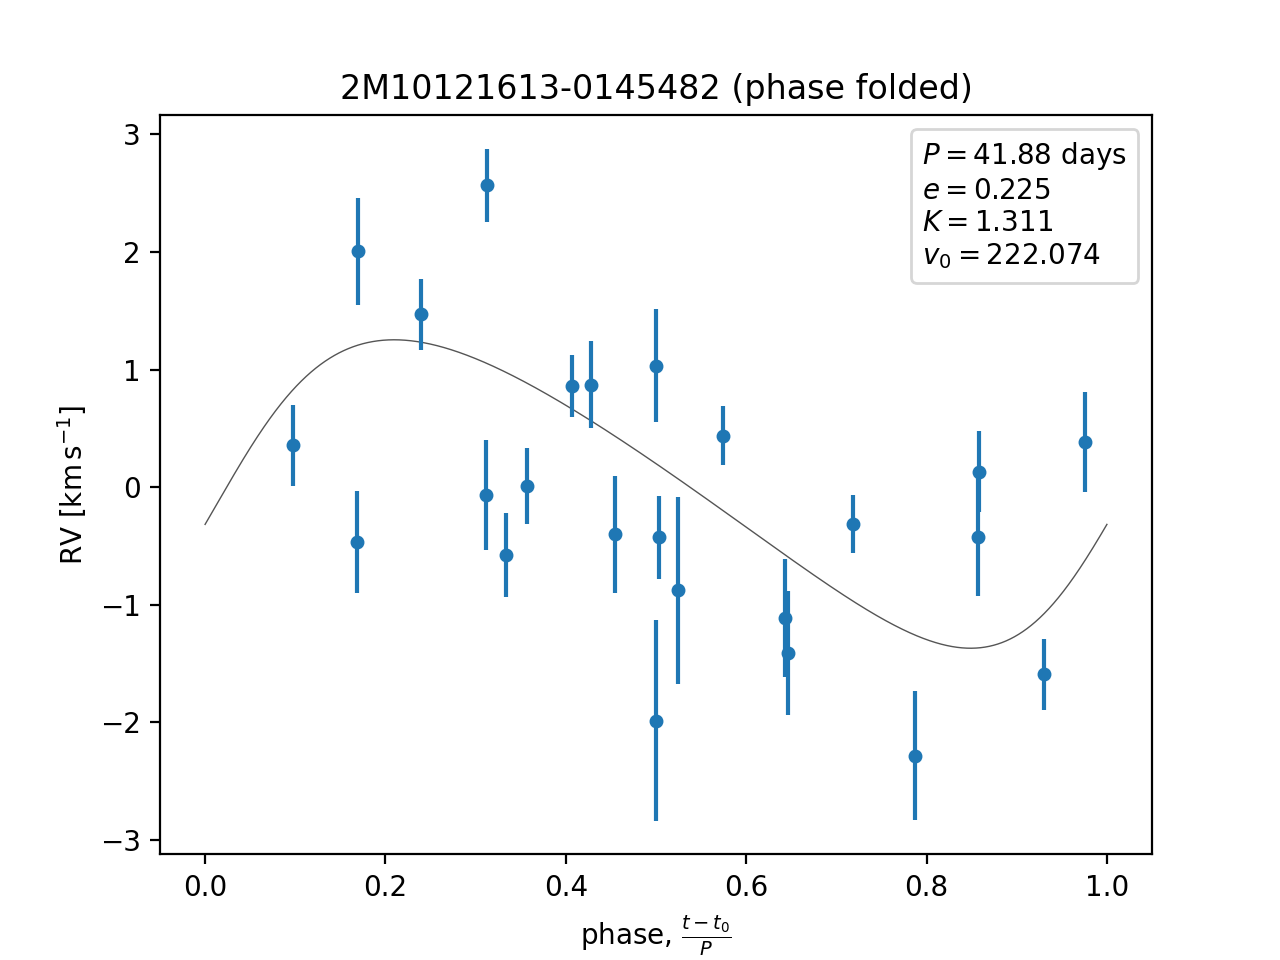 2M10121613-0145482 (phase folded)
P = 41.88 days
e = 0.225
K = 1.311
v₀ = 222.074
RV [km s⁻¹]
3
2
1
0
−1
−2
−3
0.0 0.2 0.4 0.6 0.8 1.0
phase, (t − t₀)/P